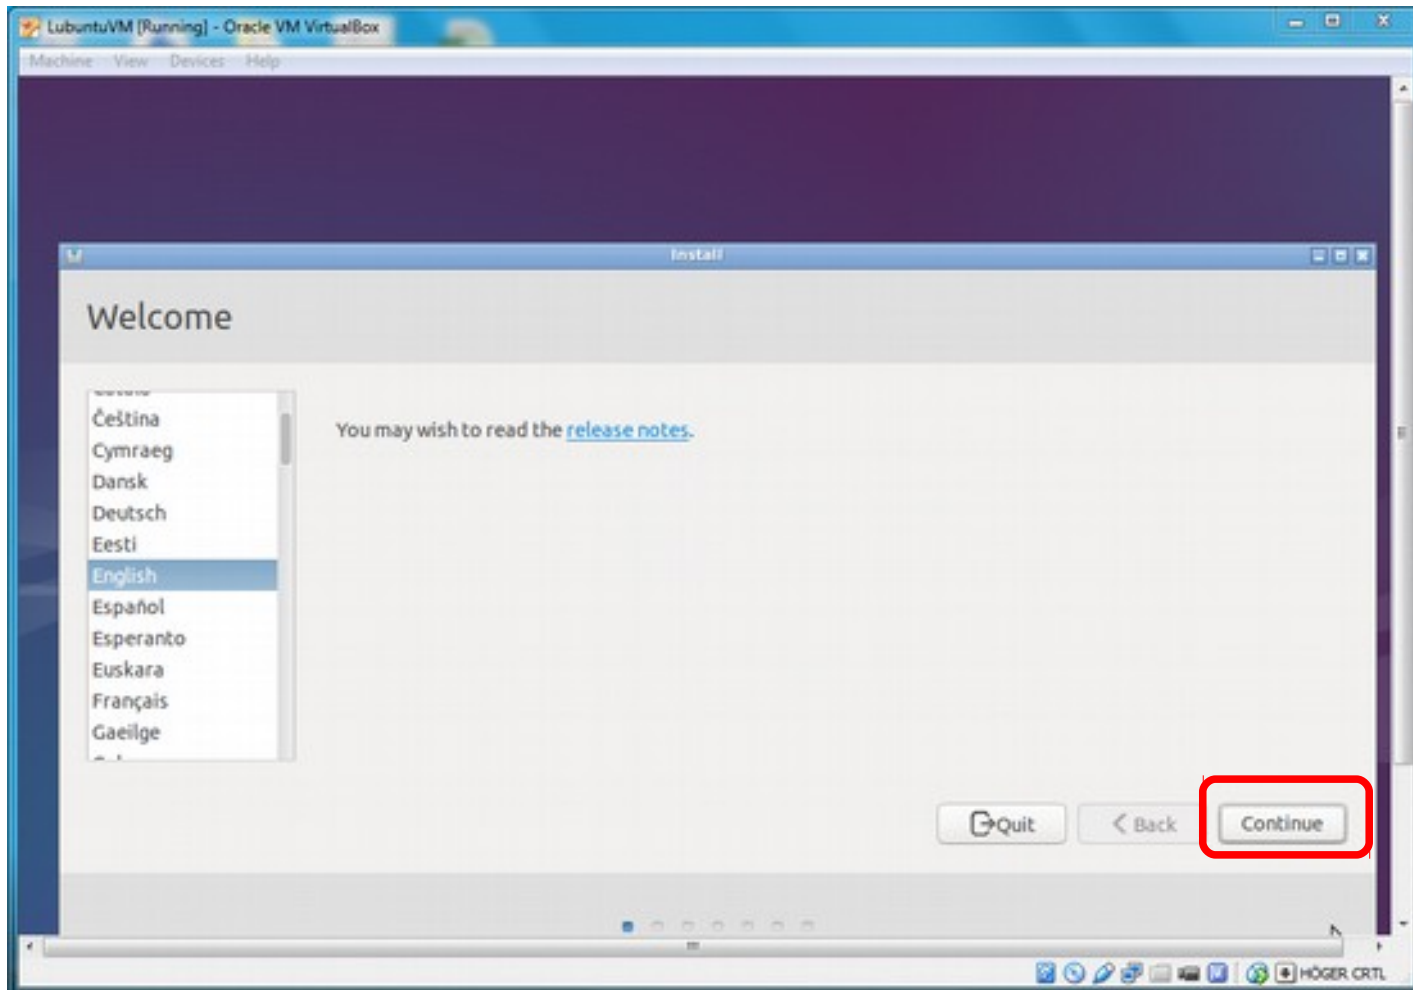 LubuntuVM [Running] - Oracle VM VirtualBox
Machine View Devices Help
Install
Welcome
Čeština
Cymraeg
Dansk
Deutsch
Eesti
English
Español
Esperanto
Euskara
Français
Gaeilge
You may wish to read the release notes.
Quit
Back
Continue
HÖGER CRTL